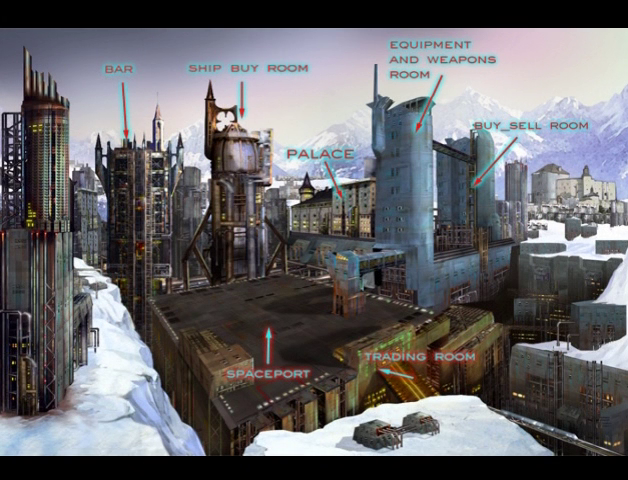 BAR
SHIP BUY ROOM
EQUIPMENT
AND WEAPONS
ROOM
BUY_SELL ROOM
PALACE
TRADING ROOM
SPACEPORT